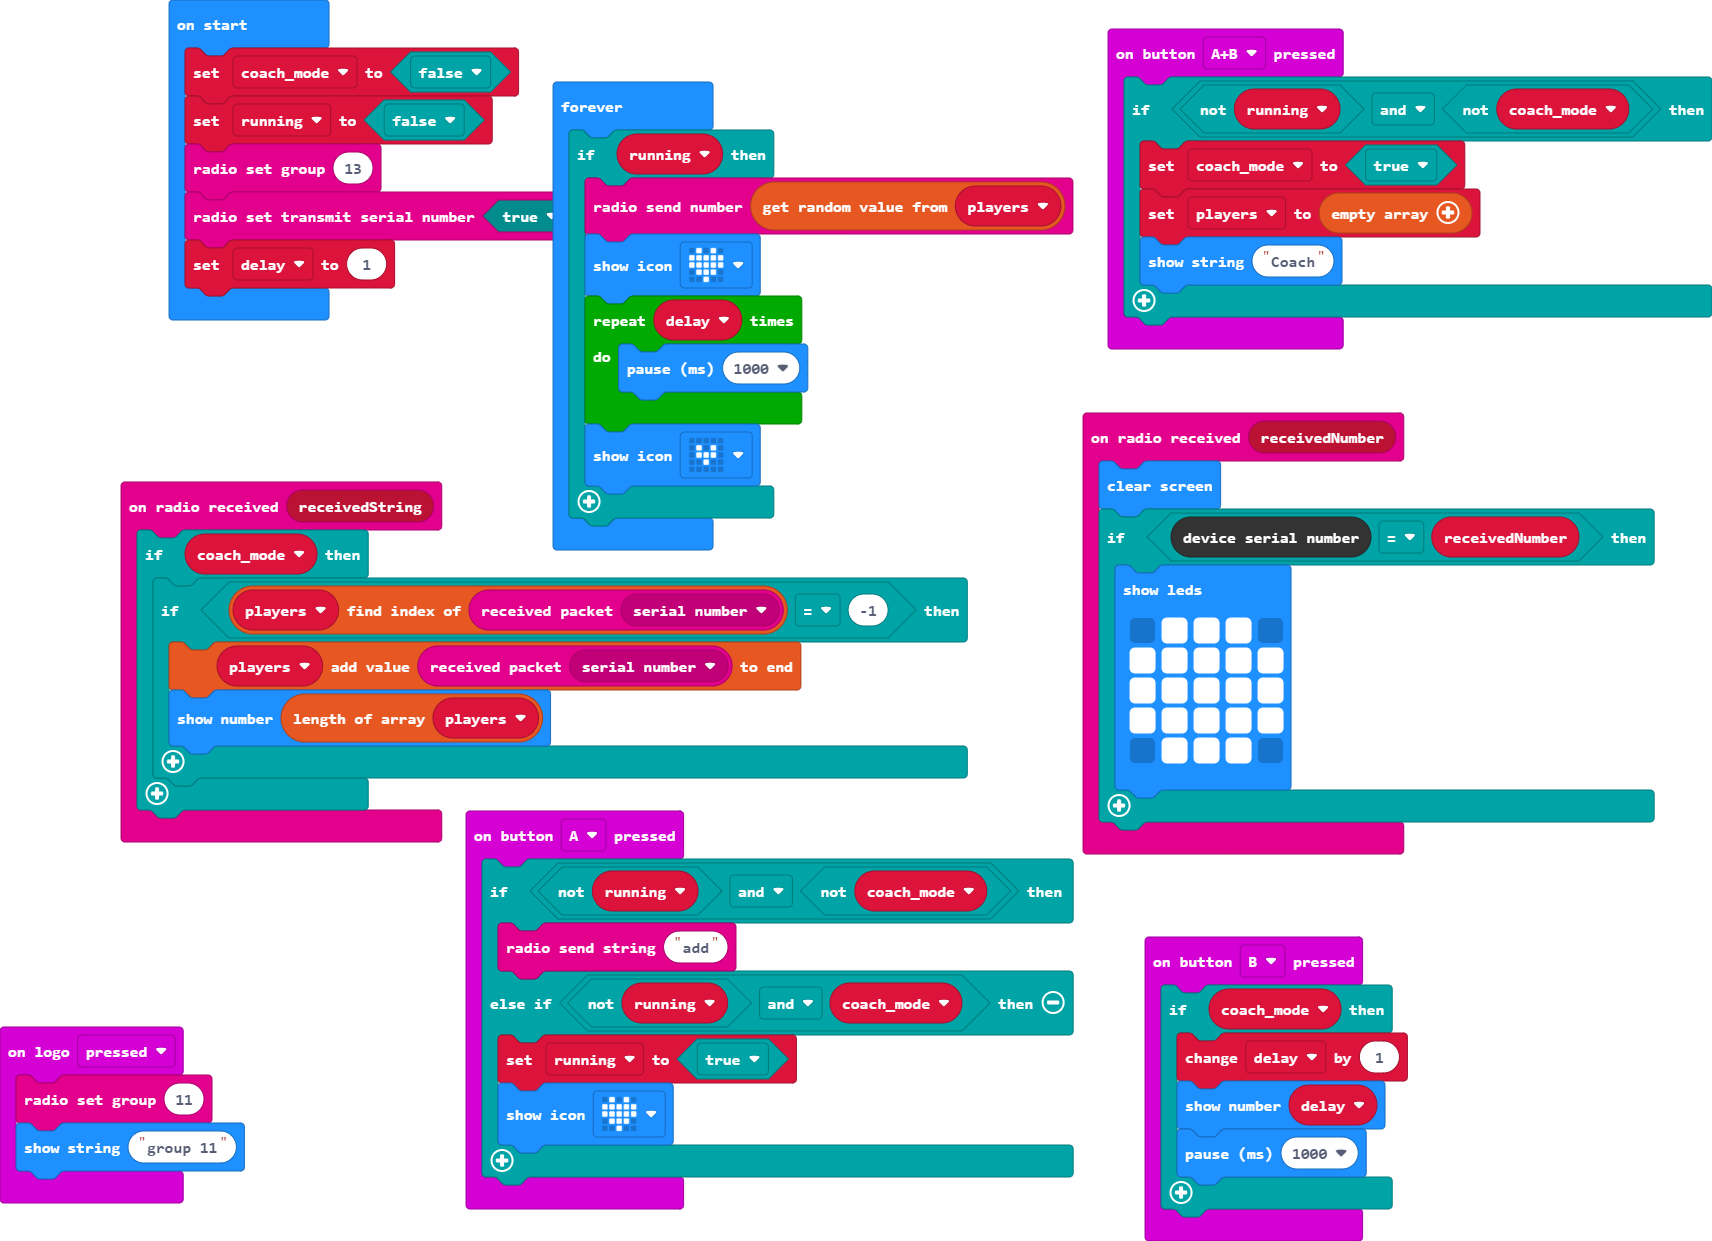 on start
set coach_mode to false
set running to false
radio set group 13
radio set transmit serial number true
set delay to 1
forever
if running then
radio send number get random value from players
show icon
repeat delay times
do pause (ms) 1000
show icon
on button A+B pressed
if not running and not coach_mode then
set coach_mode to true
set players to empty array
show string "Coach"
on radio received receivedString
if coach_mode then
if players find index of received packet serial number = -1 then
players add value received packet serial number to end
show number length of array players
on radio received receivedNumber
clear screen
if device serial number = receivedNumber then
show leds
on button A pressed
if not running and not coach_mode then
radio send string "add"
else if not running and coach_mode then
set running to true
show icon
on logo pressed
radio set group 11
show string "group 11"
on button B pressed
if coach_mode then
change delay by 1
show number delay
pause (ms) 1000